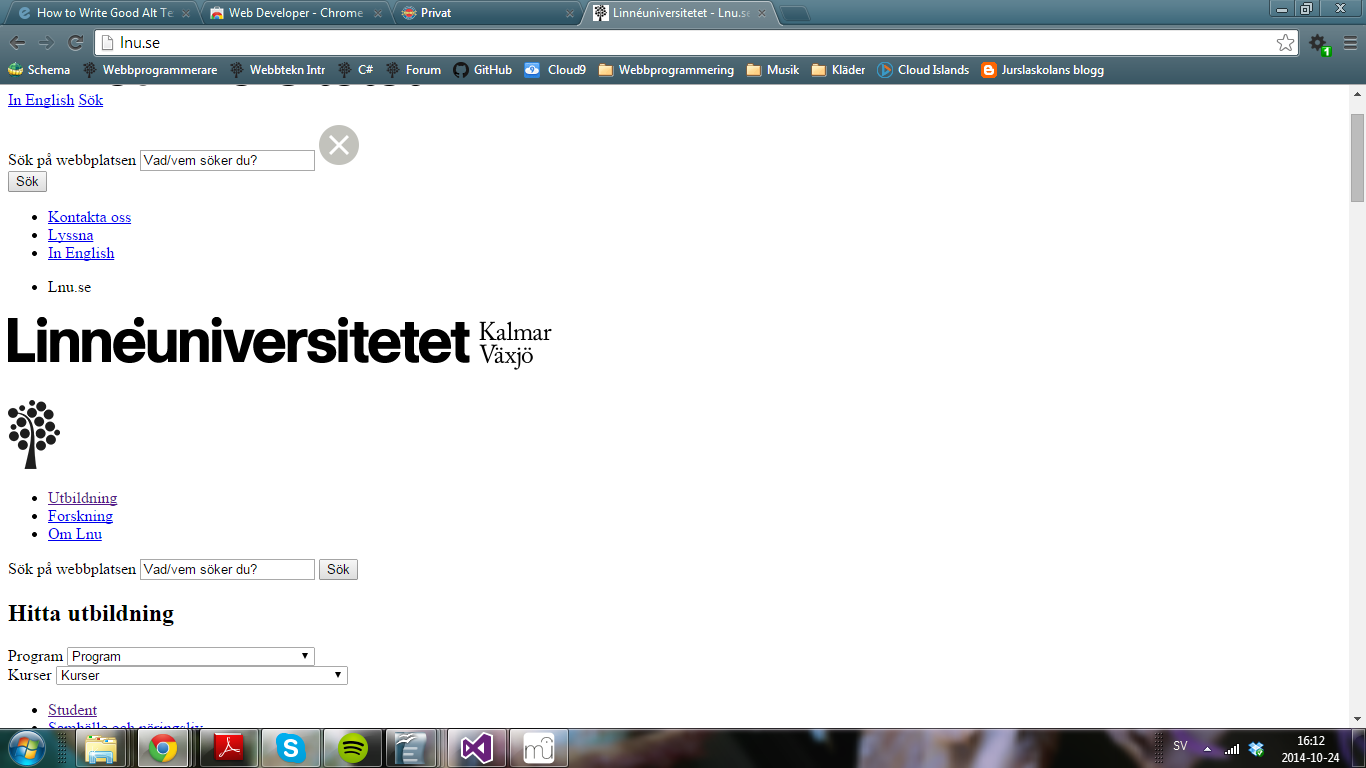 How to Write Good Alt Te
Web Developer - Chrome
Privat
Linnéuniversitetet - Lnu.se
lnu.se
Schema Webbprogrammerare Webbtekn Intr C# Forum GitHub Cloud9 Webbprogrammering Musik Kläder Cloud Islands Jurslaskolans blogg
In English Sök
Sök på webbplatsen Vad/vem söker du?
Sök
Kontakta oss
Lyssna
In English
Lnu.se
Linnéuniversitetet Kalmar
Växjö
Utbildning
Forskning
Om Lnu
Sök på webbplatsen Vad/vem söker du? Sök
Hitta utbildning
Program Program
Kurser Kurser
Student
Samhälle och näringsliv
SV 16:12
2014-10-24